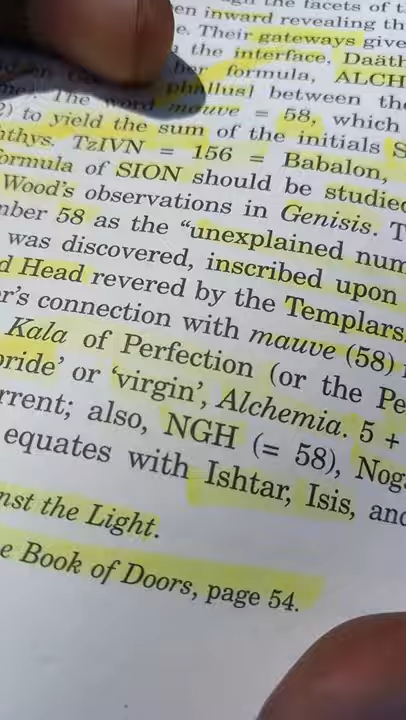 the facets of t
en inward revealing th
e. Their gateways give
the interface, Daäth
formula, ALCH
phallus] between the
The word mauve = 58, which
2) to yield the sum of the initials S
nthys. TzIVN = 156 = Babalon,
ormula of SION should be studied
Wood's observations in Genisis. T
nber 58 as the "unexplained num
was discovered, inscribed upon
d Head revered by the Templars.
r's connection with mauve (58)
Kala of Perfection (or the Pe
bride' or 'virgin', Alchemia. 5 +
rrent; also, NGH (= 58), Nog
equates with Ishtar, Isis, and
nst the Light.
e Book of Doors, page 54.